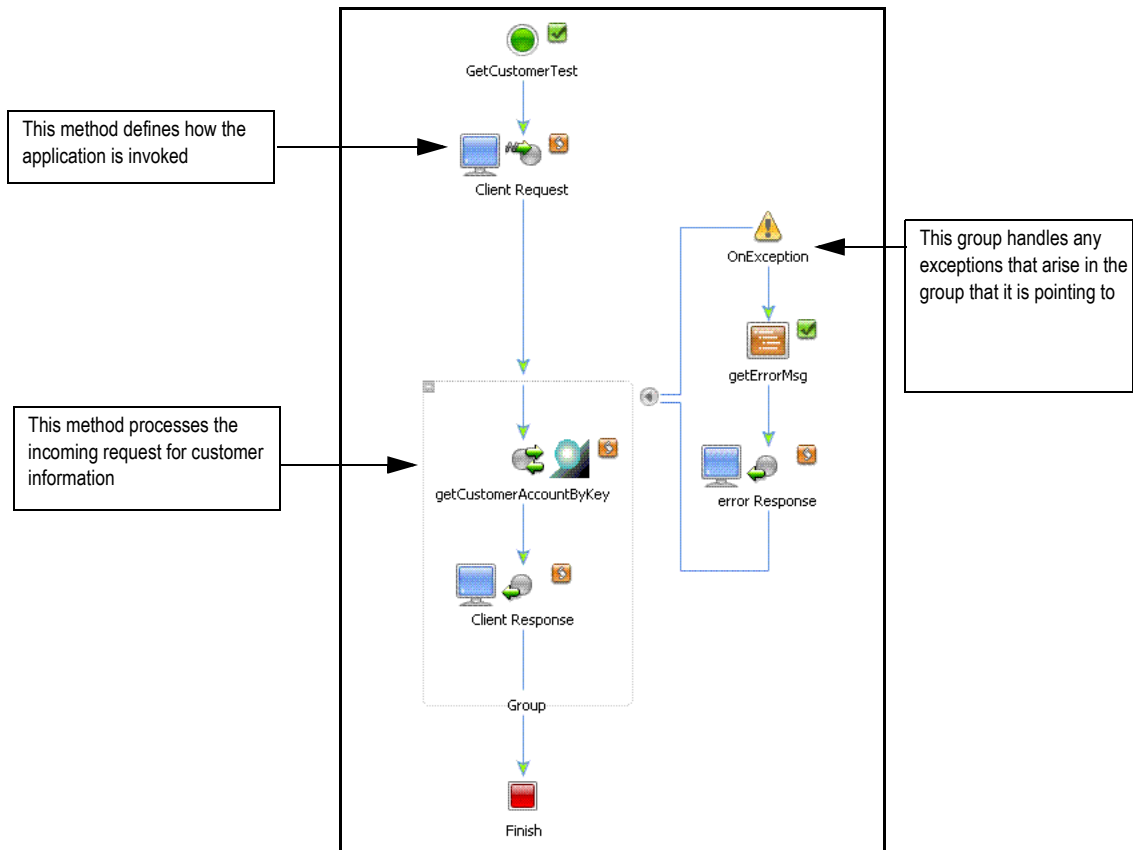 GetCustomerTest
This method defines how the
application is invoked
Client Request
OnException
This group handles any
exceptions that arise in the
group that it is pointing to
getErrorMsg
This method processes the
incoming request for customer
information
getCustomerAccountByKey
error Response
Client Response
Group
Finish